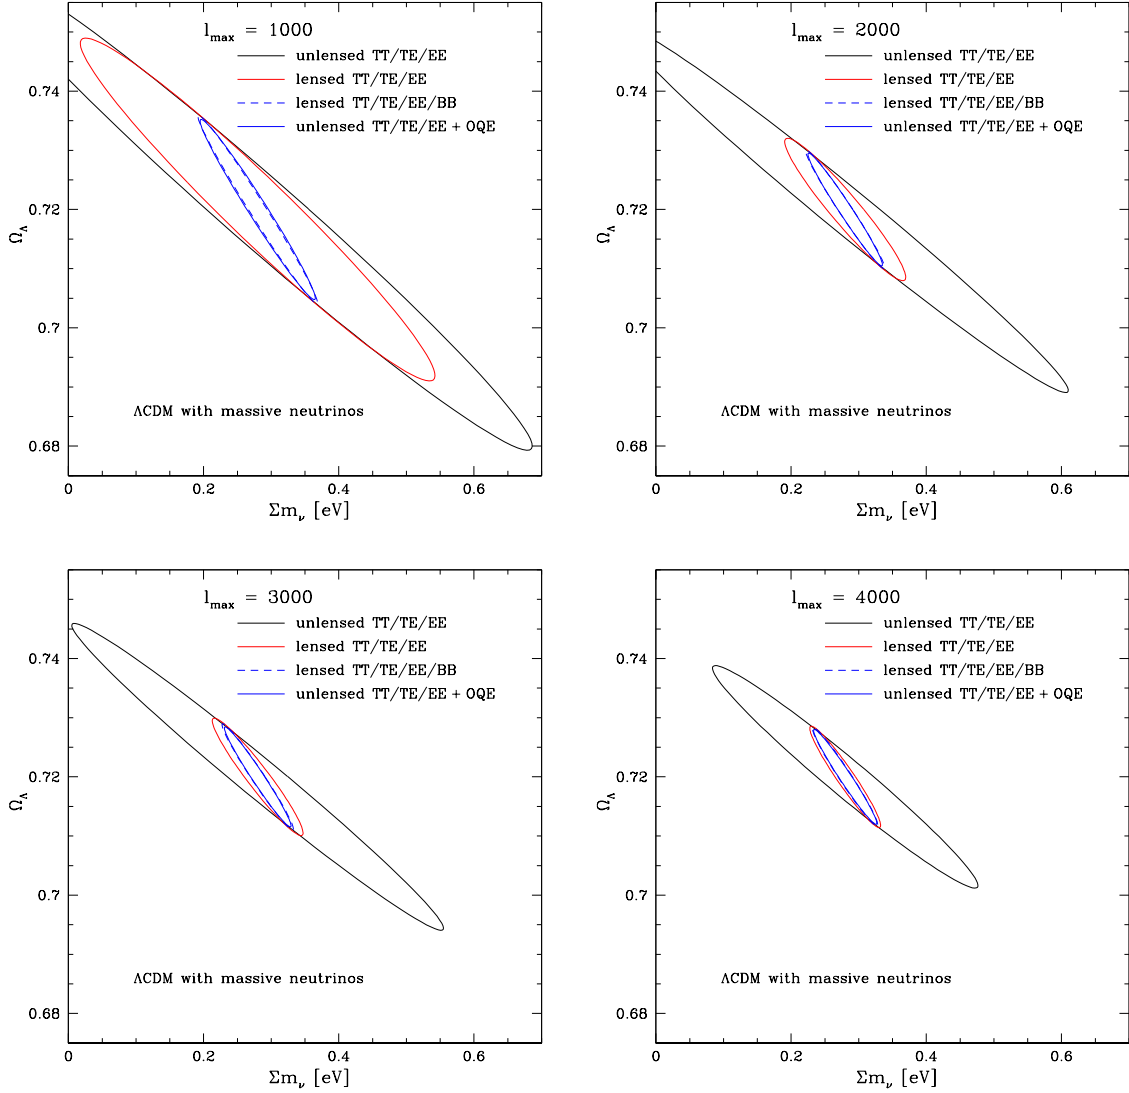 l_max = 1000
unlensed TT/TE/EE
lensed TT/TE/EE
lensed TT/TE/EE/BB
unlensed TT/TE/EE + OQE
0.74
0.72
0.7
0.68
Ω_Λ
ΛCDM with massive neutrinos
0 0.2 0.4 0.6
Σm_ν [eV]
l_max = 2000
unlensed TT/TE/EE
lensed TT/TE/EE
lensed TT/TE/EE/BB
unlensed TT/TE/EE + OQE
0.74
0.72
0.7
0.68
Ω_Λ
ΛCDM with massive neutrinos
0 0.2 0.4 0.6
Σm_ν [eV]
l_max = 3000
unlensed TT/TE/EE
lensed TT/TE/EE
lensed TT/TE/EE/BB
unlensed TT/TE/EE + OQE
0.74
0.72
0.7
0.68
Ω_Λ
ΛCDM with massive neutrinos
0 0.2 0.4 0.6
Σm_ν [eV]
l_max = 4000
unlensed TT/TE/EE
lensed TT/TE/EE
lensed TT/TE/EE/BB
unlensed TT/TE/EE + OQE
0.74
0.72
0.7
0.68
Ω_Λ
ΛCDM with massive neutrinos
0 0.2 0.4 0.6
Σm_ν [eV]